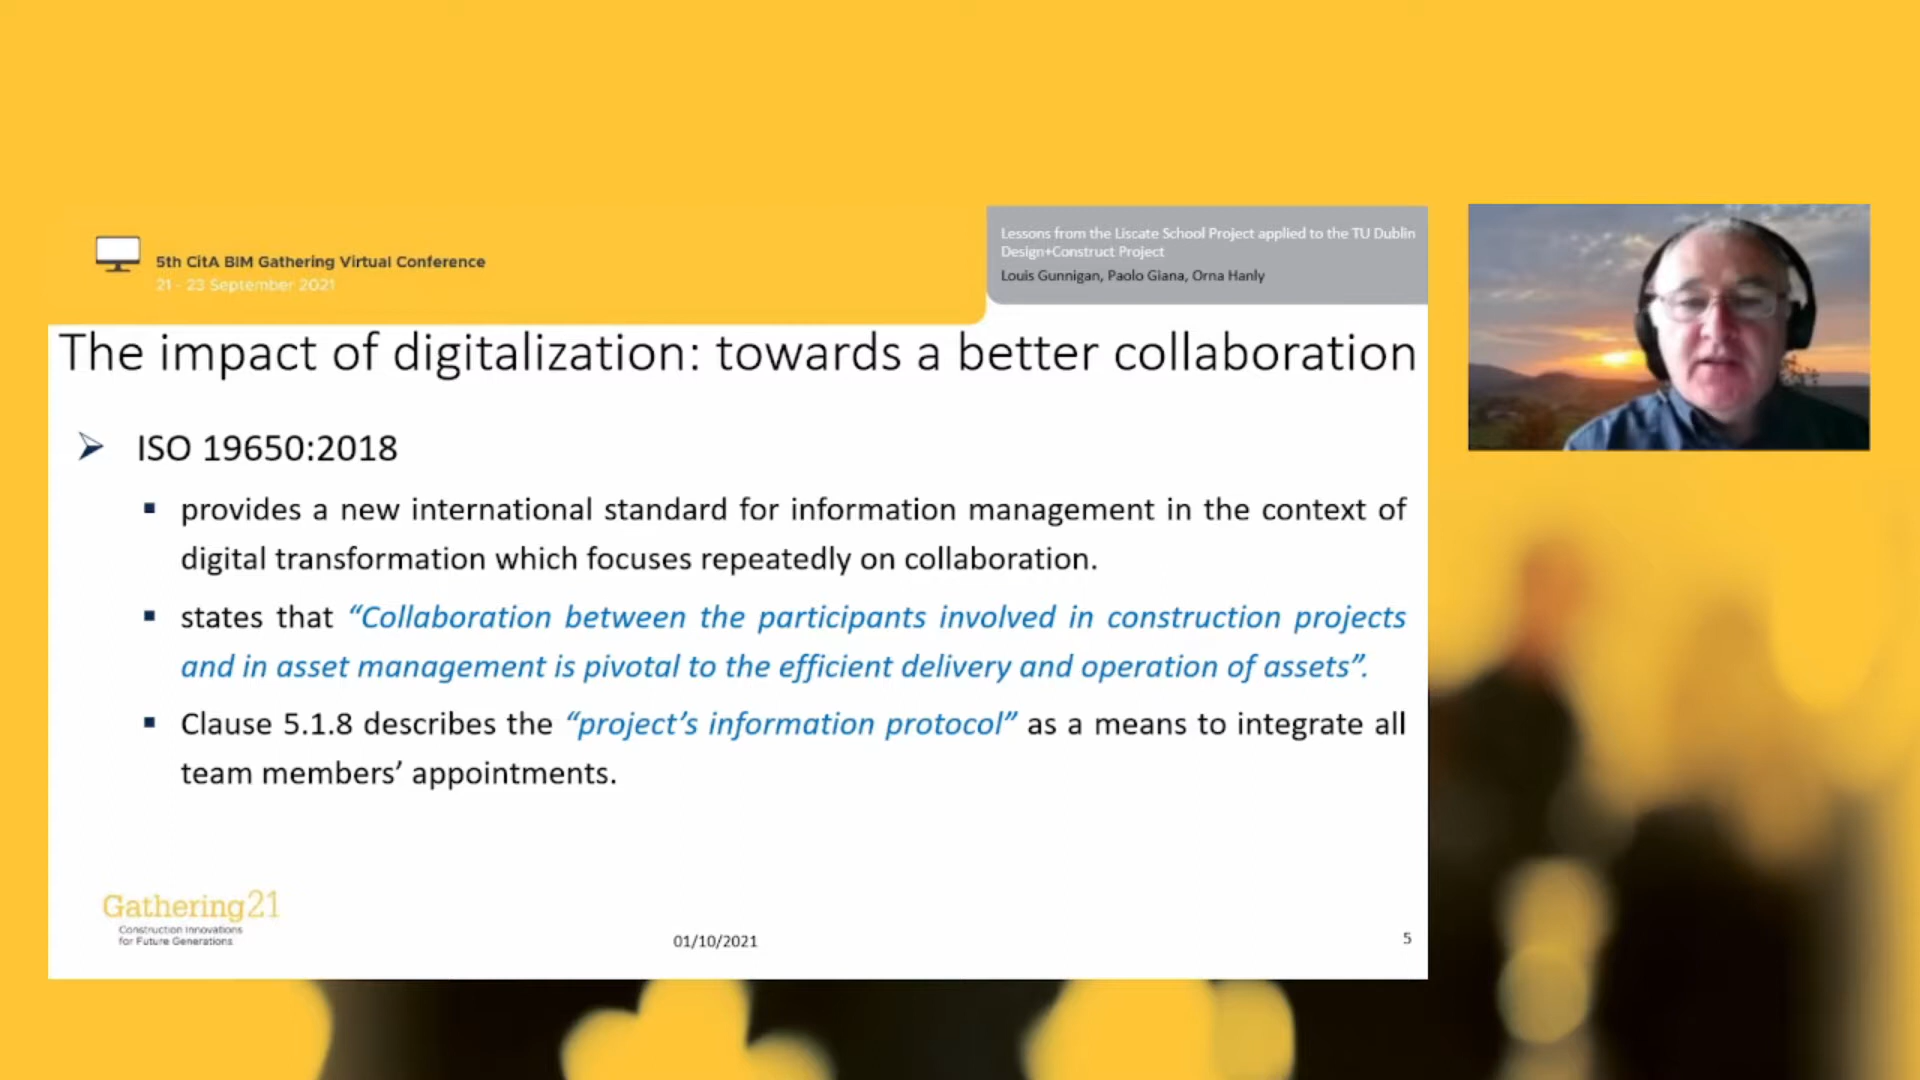 5th CitA BIM Gathering Virtual Conference
21 - 23 September 2021
Lessons from the Liscate School Project applied to the TU Dublin
Design+Construct Project
Louis Gunnigan, Paolo Giana, Orna Hanly
The impact of digitalization: towards a better collaboration
ISO 19650:2018
provides a new international standard for information management in the context of
digital transformation which focuses repeatedly on collaboration.
states that “Collaboration between the participants involved in construction projects
and in asset management is pivotal to the efficient delivery and operation of assets”.
Clause 5.1.8 describes the “project’s information protocol” as a means to integrate all
team members’ appointments.
Gathering21
Construction Innovations
for Future Generations
01/10/2021
5